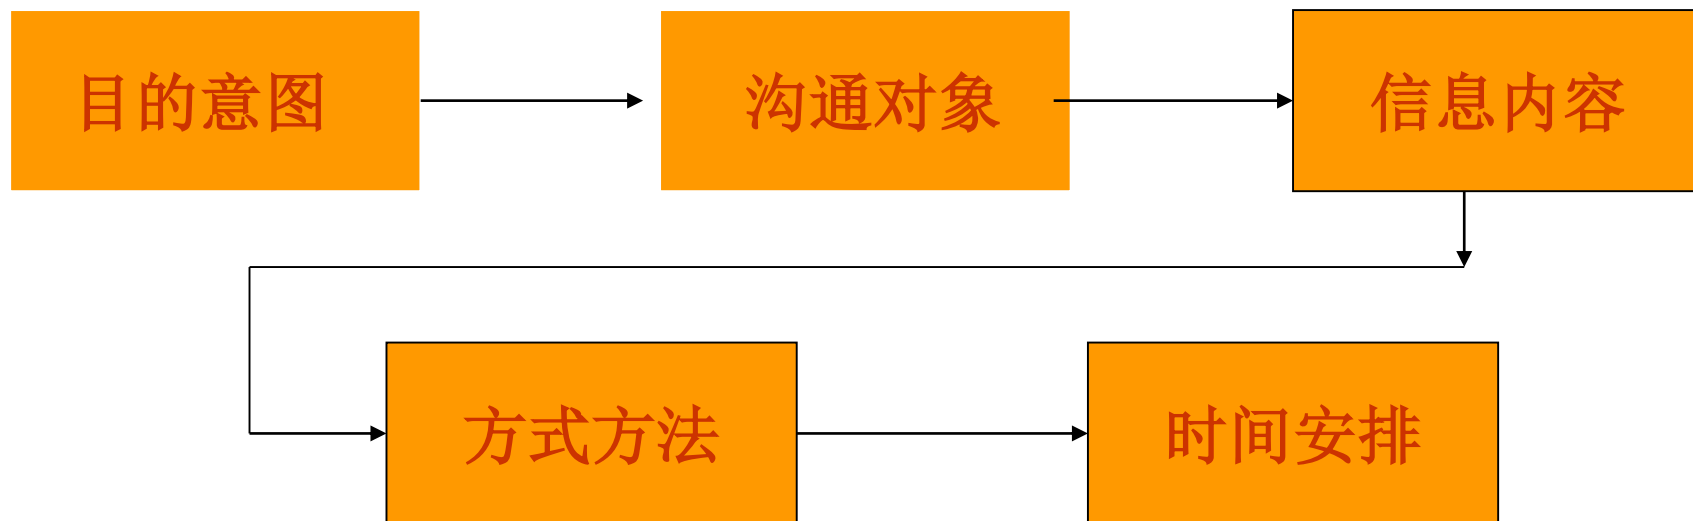 目的意图
沟通对象
信息内容
方式方法
时间安排